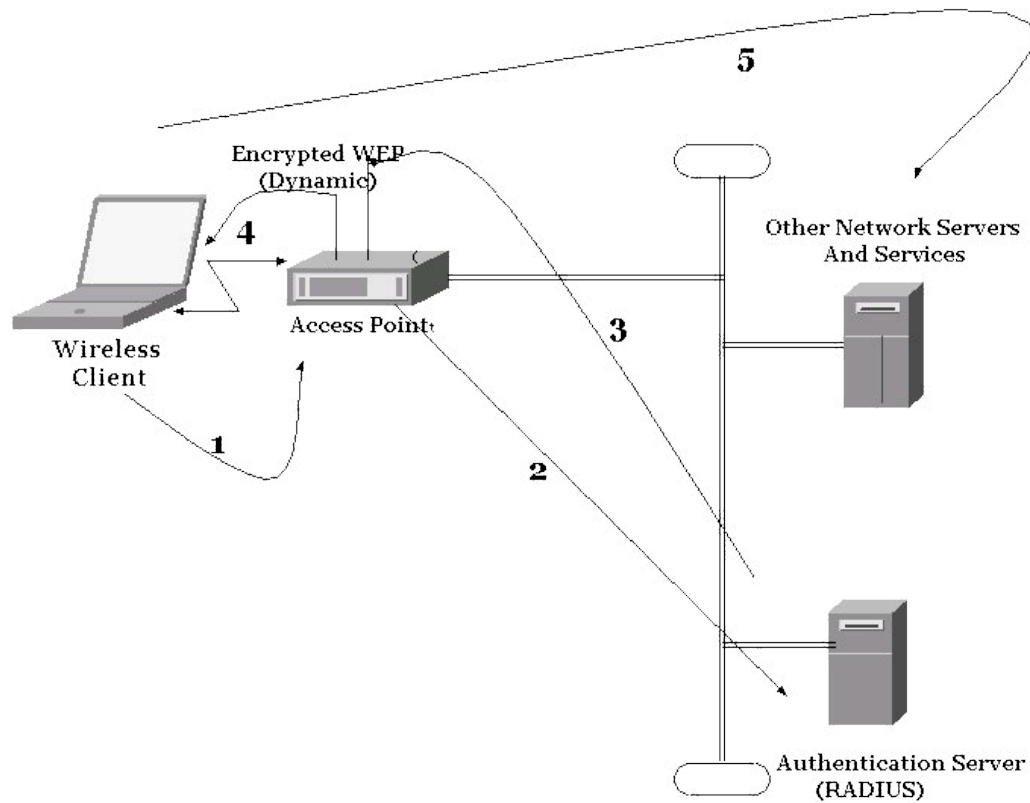 5
Encrypted WEP
(Dynamic)
4
Other Network Servers
And Services
Access Point
3
Wireless
Client
1
2
Authentication Server
(RADIUS)